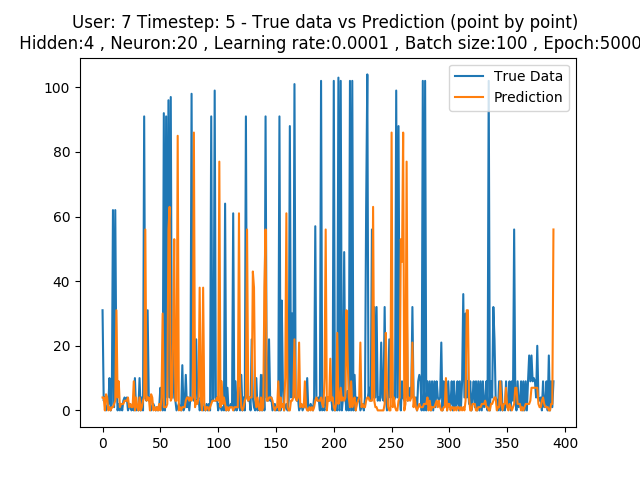 User: 7 Timestep: 5 - True data vs Prediction (point by point)
Hidden:4 , Neuron:20 , Learning rate:0.0001 , Batch size:100 , Epoch:5000
True Data
Prediction
100
80
60
40
20
0
0 50 100 150 200 250 300 350 400